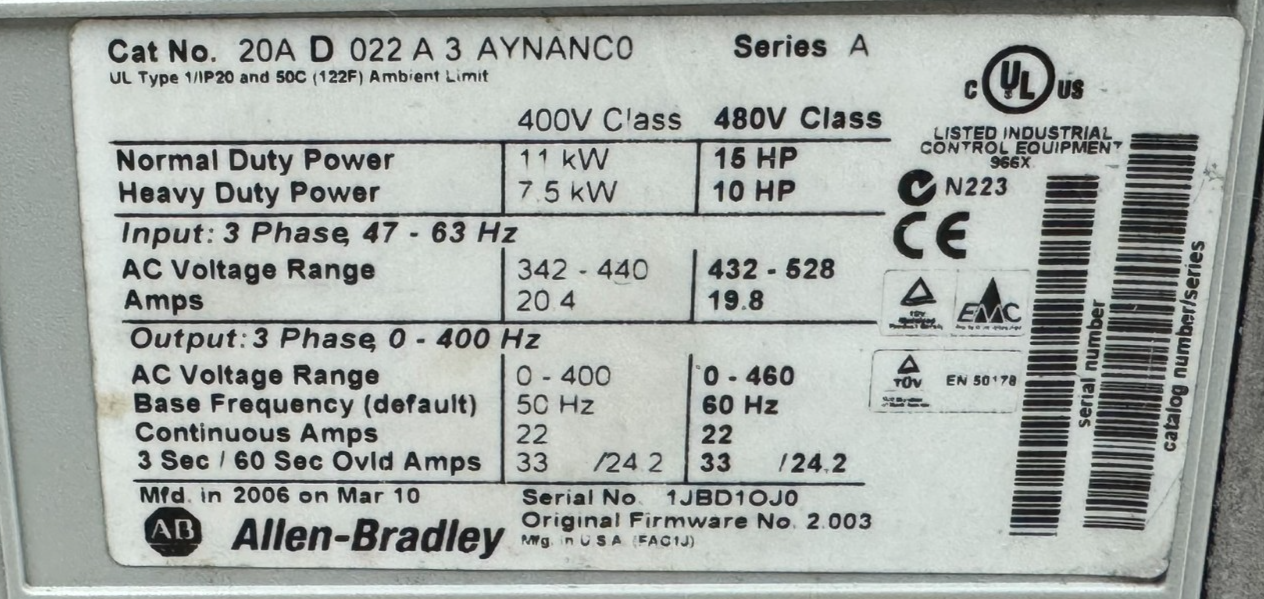 Cat No. 20A D 022 A 3 AYNANC0 Series A
UL Type 1/IP20 and 50C (122F) Ambient Limit
400V Class 480V Class
Normal Duty Power 11 kW 15 HP
Heavy Duty Power 7.5 kW 10 HP
Input: 3 Phase, 47 - 63 Hz
AC Voltage Range 342 - 440 432 - 528
Amps 20.4 19.8
Output: 3 Phase, 0 - 400 Hz
AC Voltage Range 0 - 400 0 - 460
Base Frequency (default) 50 Hz 60 Hz
Continuous Amps 22 22
3 Sec / 60 Sec Ovld Amps 33 /24.2 33 /24.2
Mfd. in 2006 on Mar 10 Serial No. 1JBD1OJ0
Original Firmware No. 2.003
AB Allen-Bradley Mfg. in U S A (FAC1J)
C UL US
LISTED INDUSTRIAL
CONTROL EQUIPMENT
966X
N223
CE
EMC
TÜV EN 50178
serial number
catalog number/series